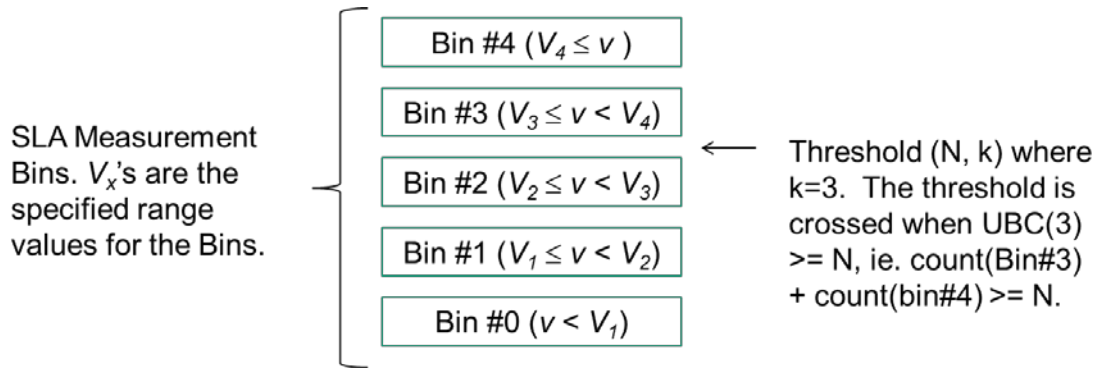 SLA Measurement
Bins. Vₓ's are the
specified range
values for the Bins.
Bin #4 (V₄ ≤ v )
Bin #3 (V₃ ≤ v < V₄)
Bin #2 (V₂ ≤ v < V₃)
Bin #1 (V₁ ≤ v < V₂)
Bin #0 (v < V₁)
Threshold (N, k) where
k=3. The threshold is
crossed when UBC(3)
>= N, ie. count(Bin#3)
+ count(bin#4) >= N.